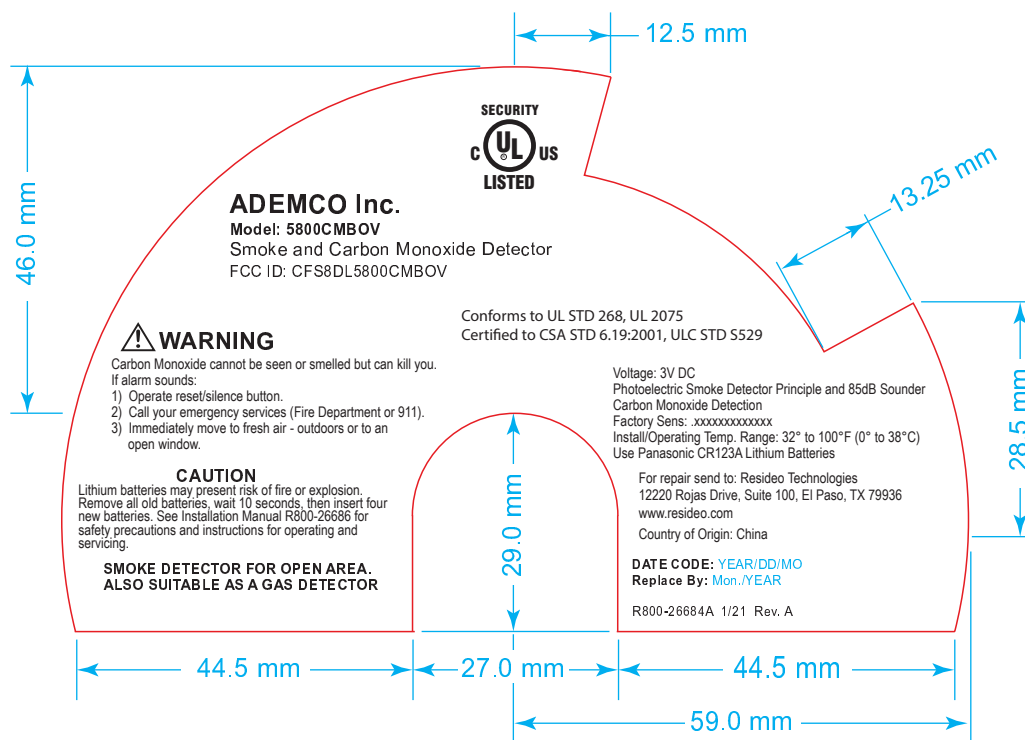 12.5 mm
SECURITY
C UL US
LISTED
46.0 mm
13.25 mm
ADEMCO Inc.
Model: 5800CMBOV
Smoke and Carbon Monoxide Detector
FCC ID: CFS8DL5800CMBOV
Conforms to UL STD 268, UL 2075
Certified to CSA STD 6.19:2001, ULC STD S529
WARNING
Carbon Monoxide cannot be seen or smelled but can kill you.
If alarm sounds:
1) Operate reset/silence button.
2) Call your emergency services (Fire Department or 911).
3) Immediately move to fresh air - outdoors or to an
open window.
Voltage: 3V DC
Photoelectric Smoke Detector Principle and 85dB Sounder
Carbon Monoxide Detection
Factory Sens: .xxxxxxxxxxxxx
Install/Operating Temp. Range: 32° to 100°F (0° to 38°C)
Use Panasonic CR123A Lithium Batteries
28.5 mm
CAUTION
Lithium batteries may present risk of fire or explosion.
Remove all old batteries, wait 10 seconds, then insert four
new batteries. See Installation Manual R800-26686 for
safety precautions and instructions for operating and
servicing.
For repair send to: Resideo Technologies
12220 Rojas Drive, Suite 100, El Paso, TX 79936
www.resideo.com
Country of Origin: China
29.0 mm
SMOKE DETECTOR FOR OPEN AREA.
ALSO SUITABLE AS A GAS DETECTOR
DATE CODE: YEAR/DD/MO
Replace By: Mon./YEAR
R800-26684A 1/21 Rev. A
44.5 mm
27.0 mm
44.5 mm
59.0 mm